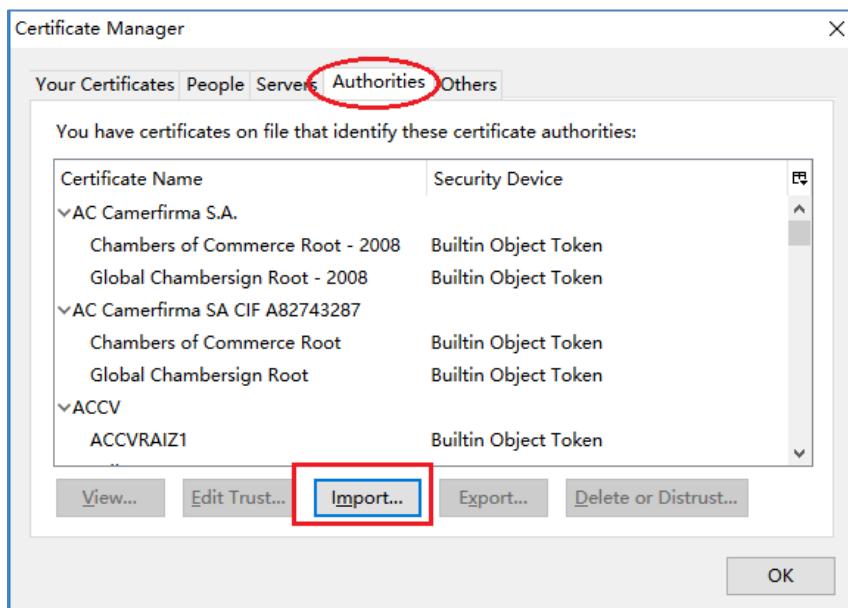 Certificate Manager
Your Certificates People Servers Authorities Others
You have certificates on file that identify these certificate authorities:
Certificate Name Security Device
AC Camerfirma S.A.
Chambers of Commerce Root - 2008 Builtin Object Token
Global Chambersign Root - 2008 Builtin Object Token
AC Camerfirma SA CIF A82743287
Chambers of Commerce Root Builtin Object Token
Global Chambersign Root Builtin Object Token
ACCV
ACCVRAIZ1 Builtin Object Token
View... Edit Trust... Import... Export... Delete or Distrust...
OK